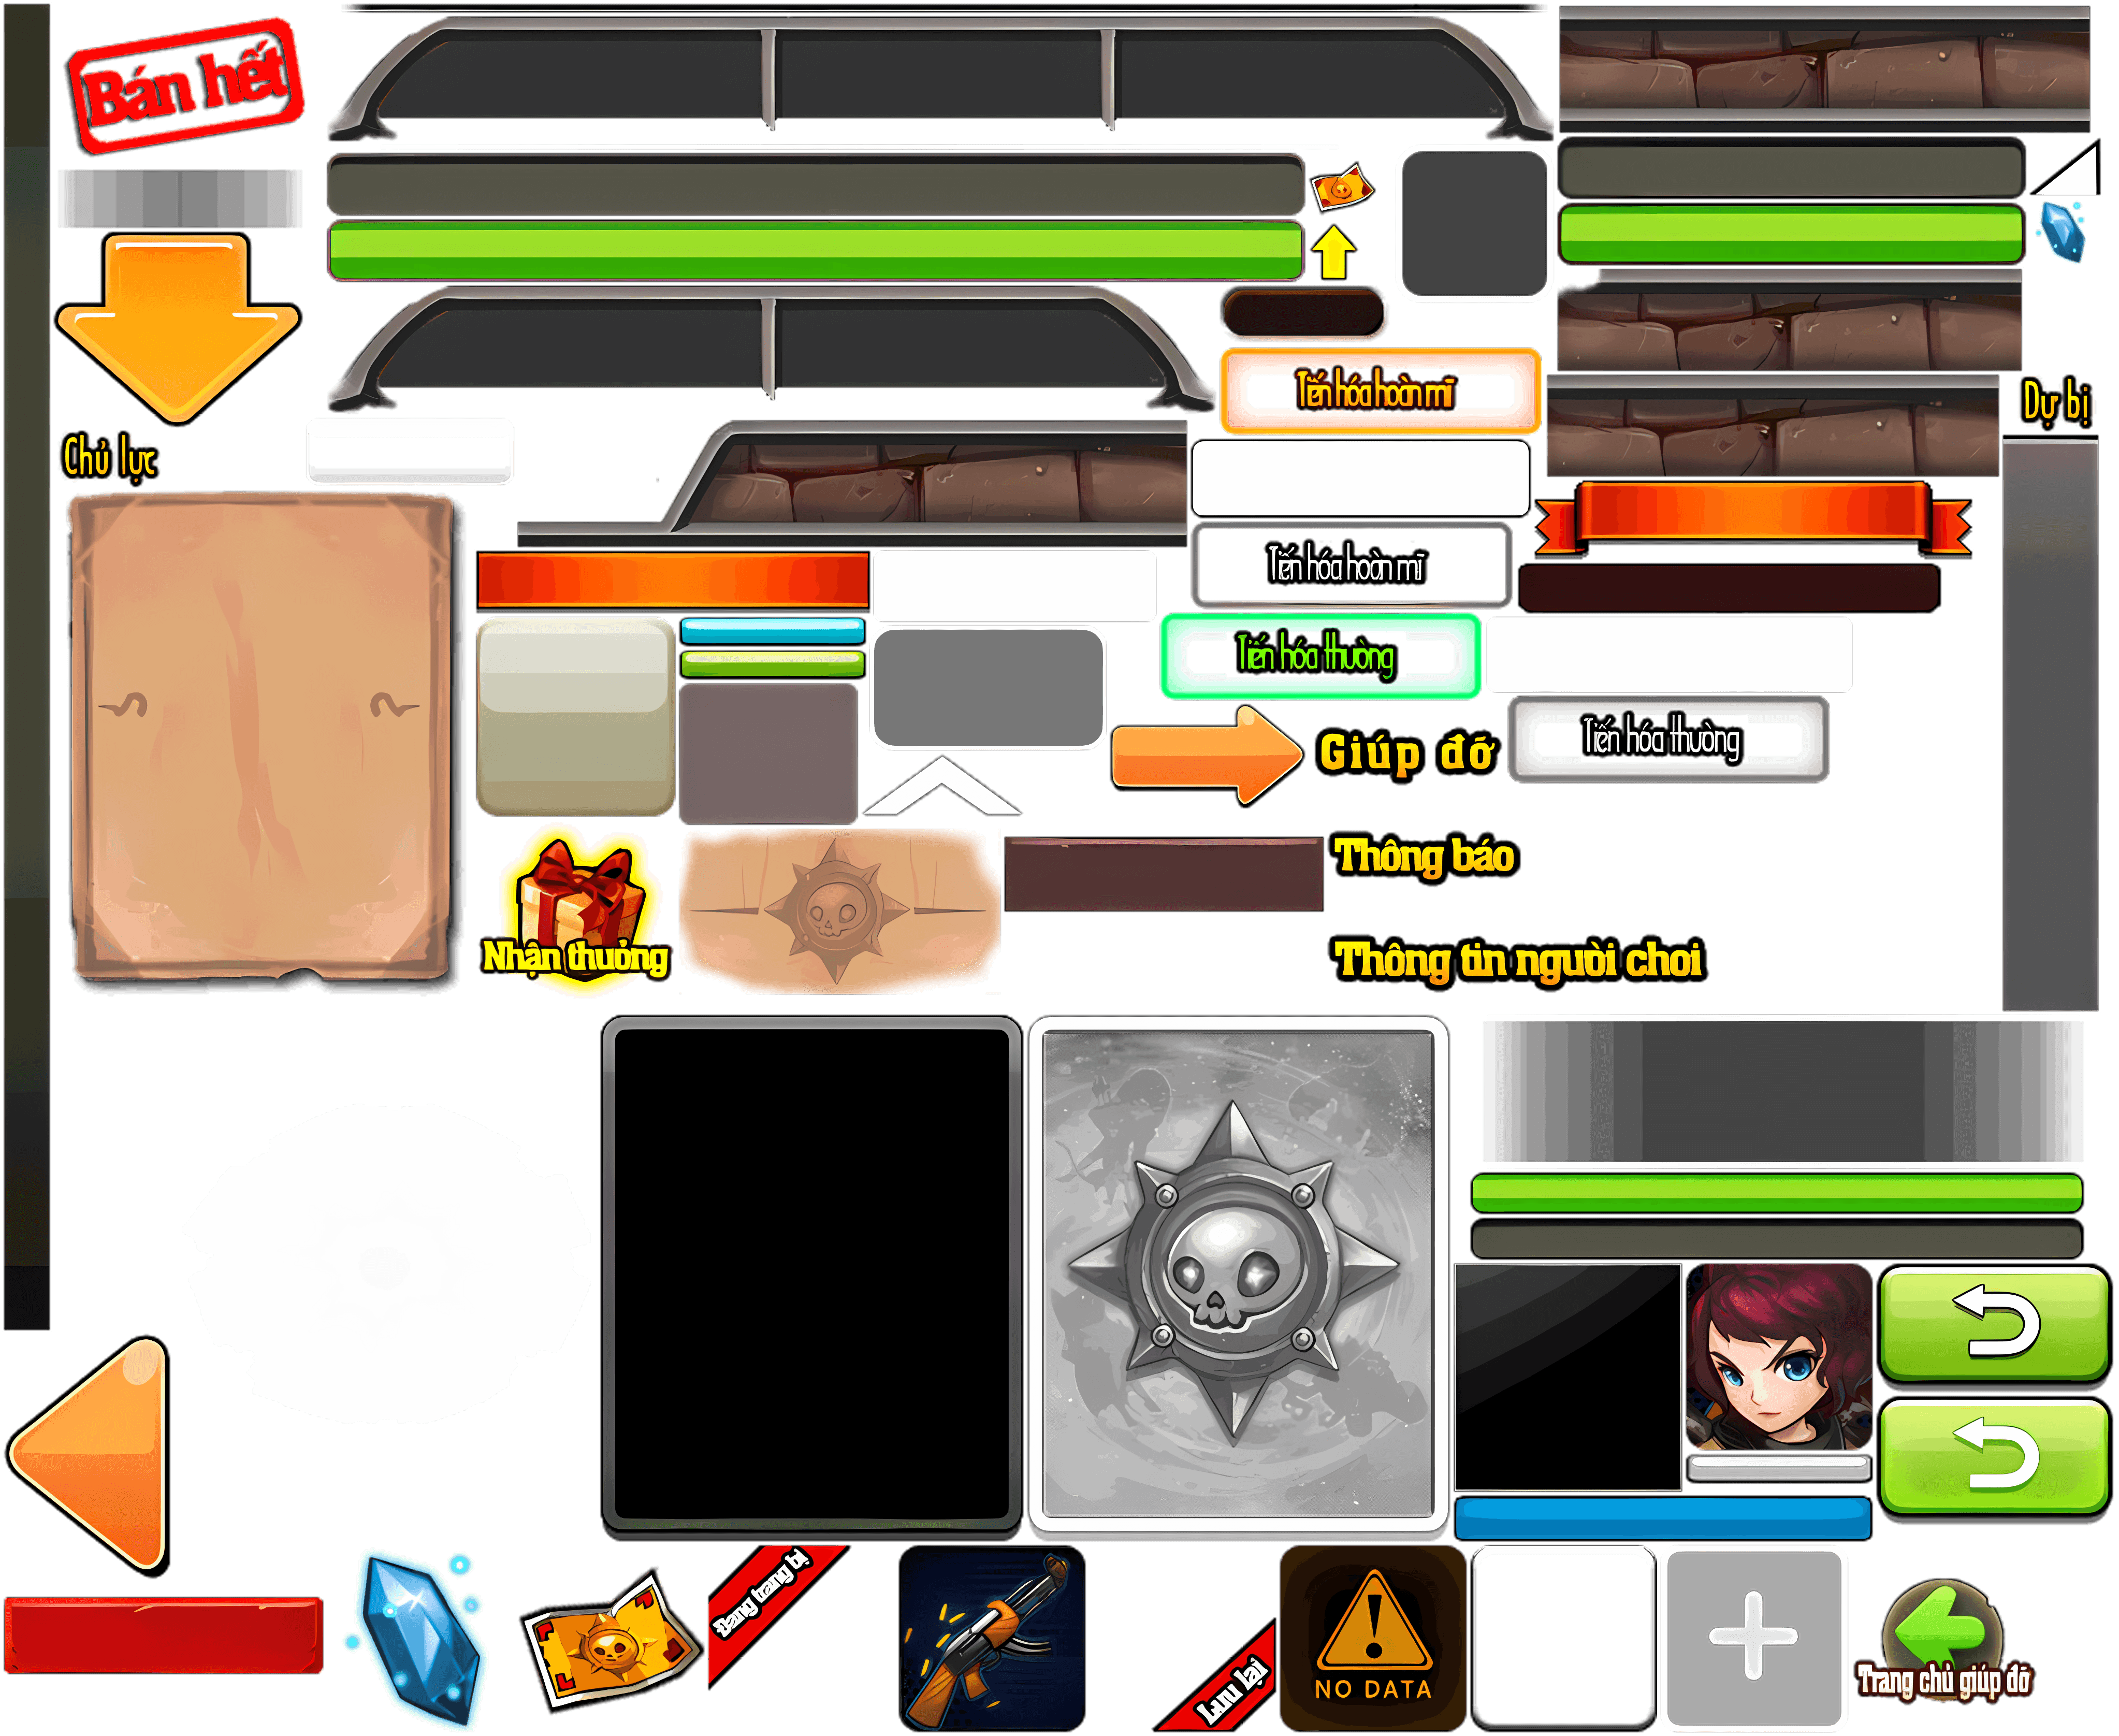 Bán hết
Tiến hóa hoàn mĩ
Dự bị
Chủ lực
Tiến hóa hoàn mĩ
Tiến hóa thường
Tiến hóa thường
Giúp đỡ
Thông báo
Nhận thưởng
Thông tin người chơi
Đang trang bị
Lưu lại
NO DATA
Trang chủ giúp đỡ